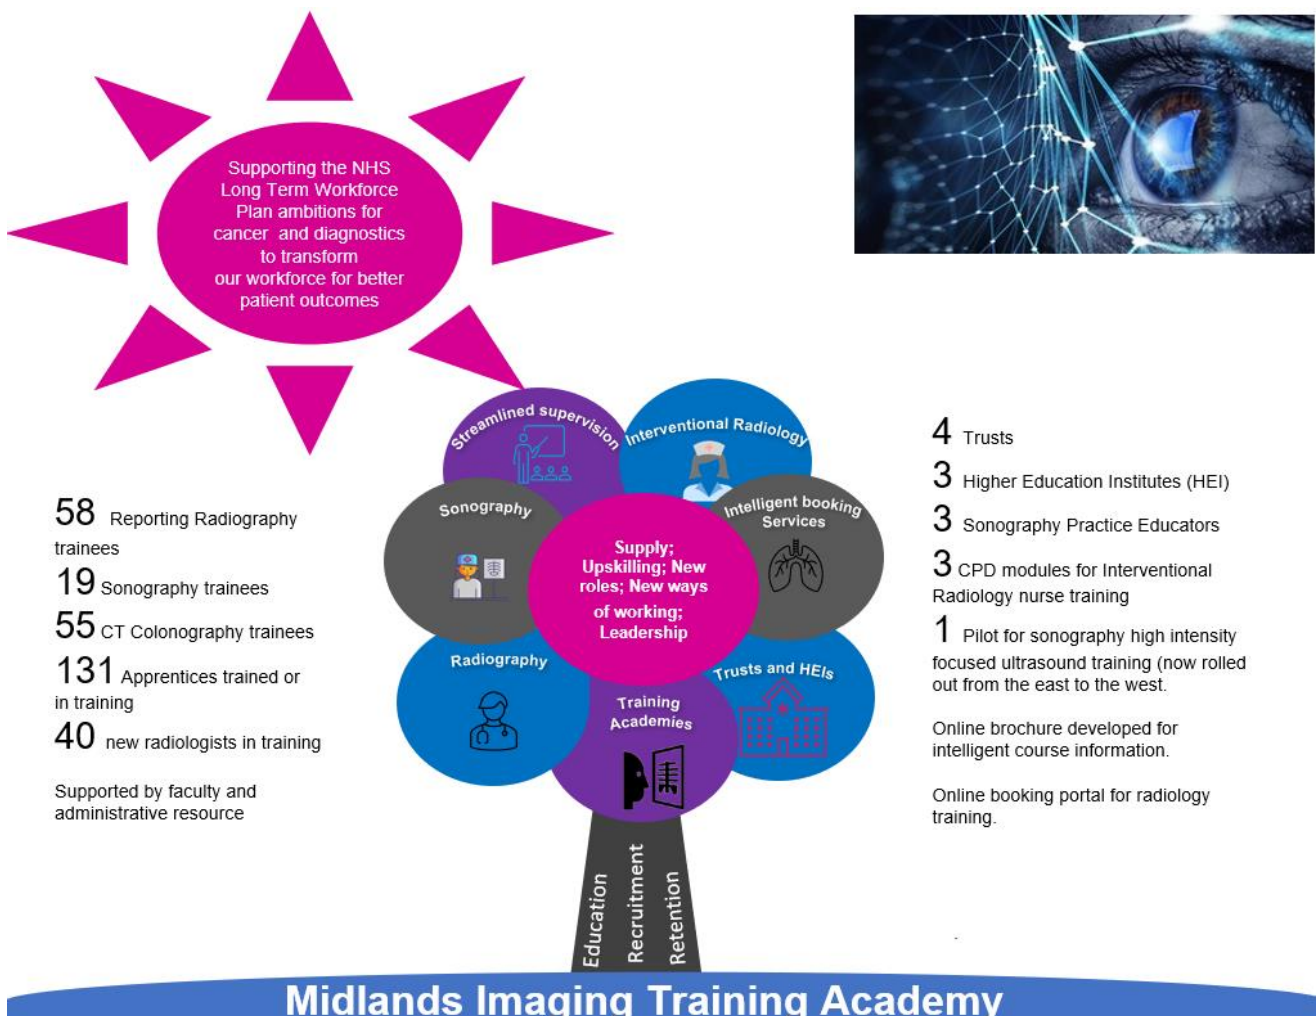 Supporting the NHS
Long Term Workforce
Plan ambitions for
cancer and diagnostics
to transform
our workforce for better
patient outcomes
58 Reporting Radiography
trainees
19 Sonography trainees
55 CT Colonography trainees
131 Apprentices trained or
in training
40 new radiologists in training
Supported by faculty and
administrative resource
Streamlined supervision
Interventional Radiology
Sonography
Intelligent booking
Services
Supply;
Upskilling; New
roles; New ways
of working;
Leadership
Radiography
Trusts and HEIs
Training
Academies
Education
Recruitment
Retention
4 Trusts
3 Higher Education Institutes (HEI)
3 Sonography Practice Educators
3 CPD modules for Interventional
Radiology nurse training
1 Pilot for sonography high intensity
focused ultrasound training (now rolled
out from the east to the west.
Online brochure developed for
intelligent course information.
Online booking portal for radiology
training.
.
Midlands Imaging Training Academy